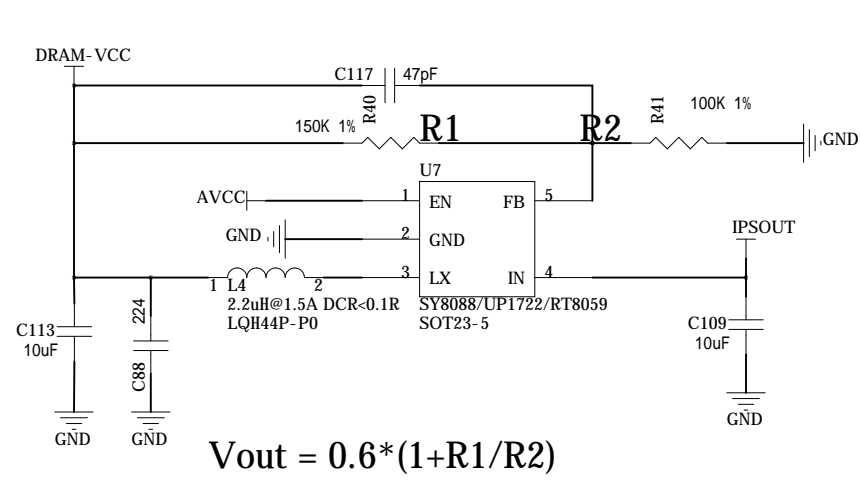 DRAM-VCC
C117 47pF
R40
R41
100K 1%
150K 1% R1
R2
GND
U7
AVCC 1 EN FB 5
GND 2 GND
IPSOUT
1 L4 2 3 LX IN 4
2.2uH@1.5A DCR<0.1R
LQH44P-P0
SY8088/UP1722/RT8059
SOT23-5
C113
10uF
224
C88
C109
10uF
GND
GND
GND
Vout = 0.6*(1+R1/R2)